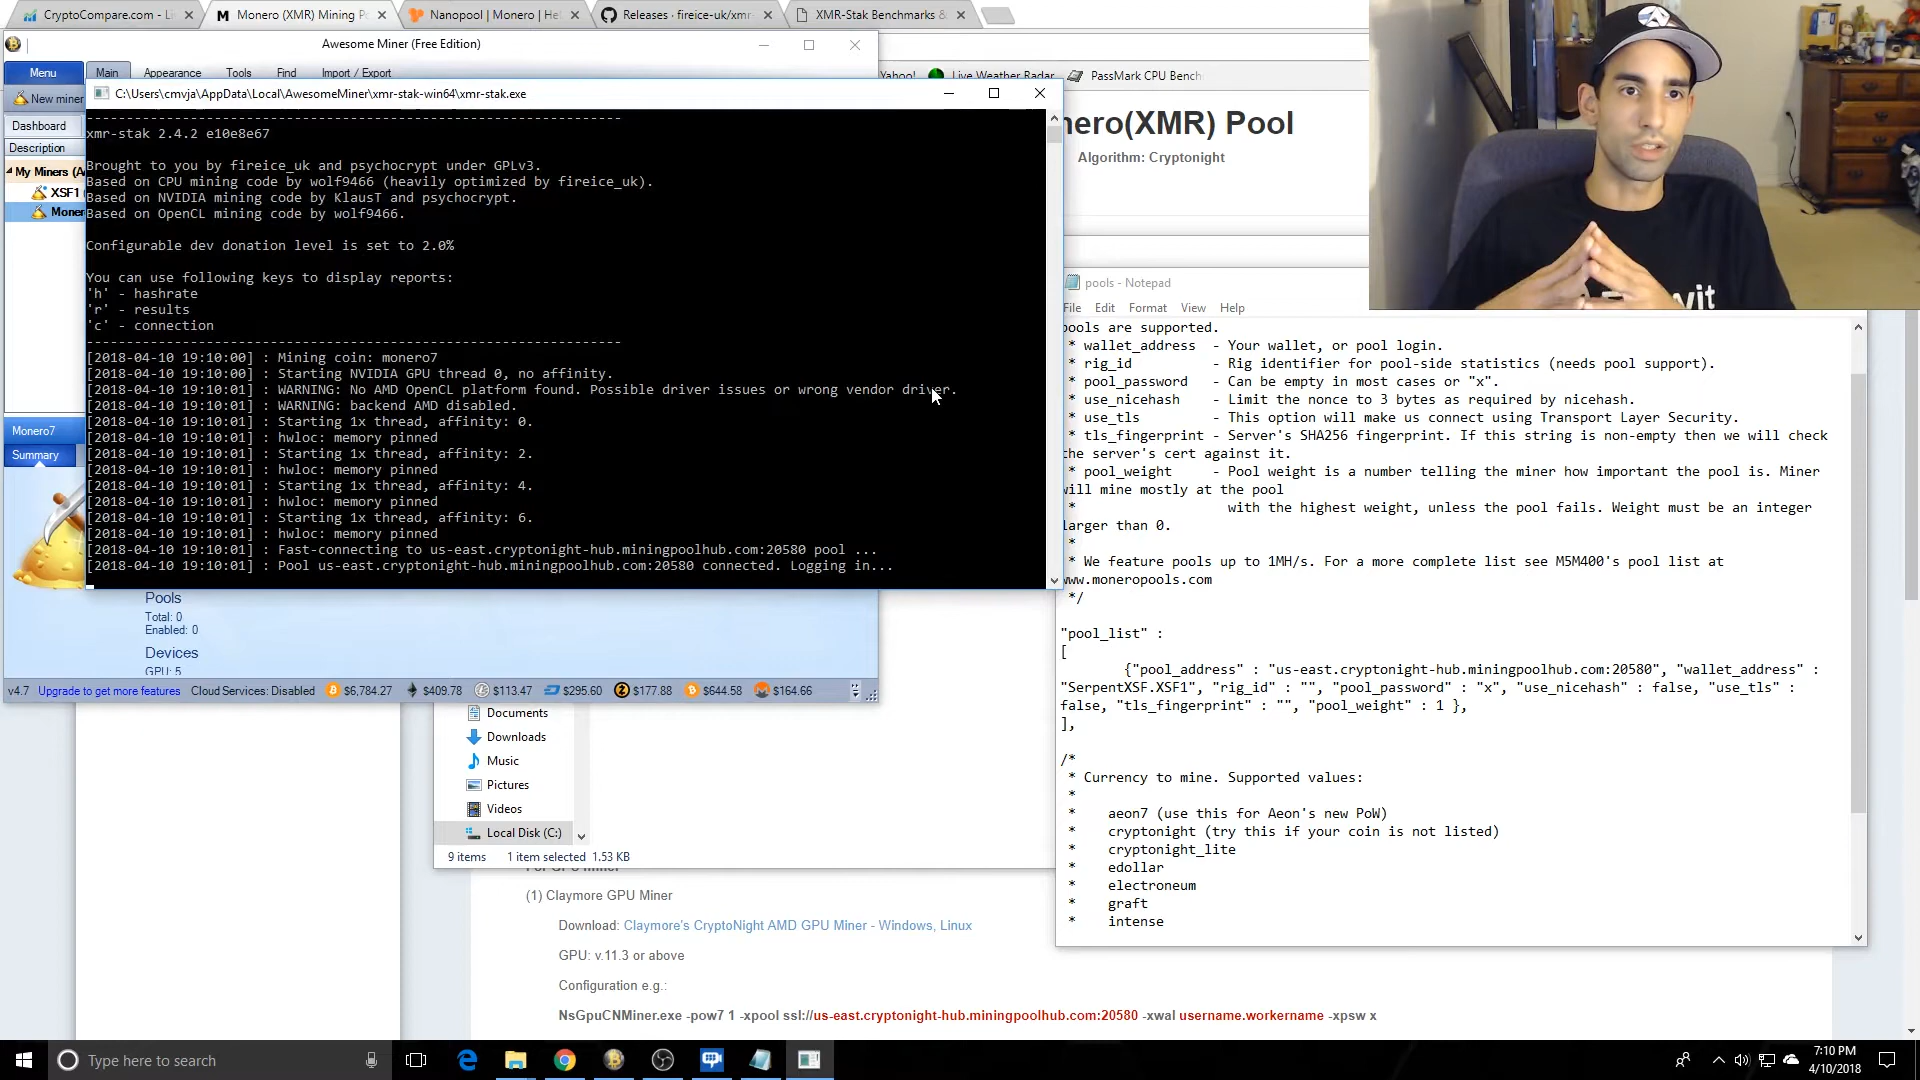 CryptoCompare.com - Li
Monero (XMR) Mining P
Nanopool | Monero | He
Releases · fireice-uk/xmr-
XMR-Stak Benchmarks &
Awesome Miner (Free Edition)
Menu
Main
Appearance
Tools
Find
Import / Export
Yahoo!
Live Weather Radar
PassMark CPU Bench
New miner
Dashboard
Description
My Miners (A
XSF1
Moner
C:\Users\cmvja\AppData\Local\AwesomeMiner\xmr-stak-win64\xmr-stak.exe
xmr-stak 2.4.2 e10e8e67
Brought to you by fireice_uk and psychocrypt under GPLv3.
Based on CPU mining code by wolf9466 (heavily optimized by fireice_uk).
Based on NVIDIA mining code by KlausT and psychocrypt.
Based on OpenCL mining code by wolf9466.
Configurable dev donation level is set to 2.0%
You can use following keys to display reports:
'h' - hashrate
'r' - results
'c' - connection
[2018-04-10 19:10:00] : Mining coin: monero7
[2018-04-10 19:10:00] : Starting NVIDIA GPU thread 0, no affinity.
[2018-04-10 19:10:01] : WARNING: No AMD OpenCL platform found. Possible driver issues or wrong vendor driver.
[2018-04-10 19:10:01] : WARNING: backend AMD disabled.
[2018-04-10 19:10:01] : Starting 1x thread, affinity: 0.
[2018-04-10 19:10:01] : hwloc: memory pinned
[2018-04-10 19:10:01] : Starting 1x thread, affinity: 2.
[2018-04-10 19:10:01] : hwloc: memory pinned
[2018-04-10 19:10:01] : Starting 1x thread, affinity: 4.
[2018-04-10 19:10:01] : hwloc: memory pinned
[2018-04-10 19:10:01] : Starting 1x thread, affinity: 6.
[2018-04-10 19:10:01] : hwloc: memory pinned
[2018-04-10 19:10:01] : Fast-connecting to us-east.cryptonight-hub.miningpoolhub.com:20580 pool ...
[2018-04-10 19:10:01] : Pool us-east.cryptonight-hub.miningpoolhub.com:20580 connected. Logging in...
Monero7
Summary
Pools
Total: 0
Enabled: 0
Devices
GPU: 5
v4.7 Upgrade to get more features Cloud Services: Disabled $6,784.27 $409.78 $113.47 $295.60 $177.88 $644.58 $164.66
nero(XMR) Pool
Algorithm: Cryptonight
pools - Notepad
File Edit Format View Help
pools are supported.
* wallet_address - Your wallet, or pool login.
* rig_id - Rig identifier for pool-side statistics (needs pool support).
* pool_password - Can be empty in most cases or "x".
* use_nicehash - Limit the nonce to 3 bytes as required by nicehash.
* use_tls - This option will make us connect using Transport Layer Security.
* tls_fingerprint - Server's SHA256 fingerprint. If this string is non-empty then we will check
the server's cert against it.
* pool_weight - Pool weight is a number telling the miner how important the pool is. Miner
will mine mostly at the pool
* with the highest weight, unless the pool fails. Weight must be an integer
larger than 0.
*
* We feature pools up to 1MH/s. For a more complete list see M5M400's pool list at
www.moneropools.com
*/
"pool_list" :
[
{"pool_address" : "us-east.cryptonight-hub.miningpoolhub.com:20580", "wallet_address" :
"SerpentXSF.XSF1", "rig_id" : "", "pool_password" : "x", "use_nicehash" : false, "use_tls" :
false, "tls_fingerprint" : "", "pool_weight" : 1 },
],
/*
* Currency to mine. Supported values:
*
* aeon7 (use this for Aeon's new PoW)
* cryptonight (try this if your coin is not listed)
* cryptonight_lite
* edollar
* electroneum
* graft
* intense
Documents
Downloads
Music
Pictures
Videos
Local Disk (C:)
9 items 1 item selected 1.53 KB
(1) Claymore GPU Miner
Download: Claymore's CryptoNight AMD GPU Miner - Windows, Linux
GPU: v.11.3 or above
Configuration e.g.:
NsGpuCNMiner.exe -pow7 1 -xpool ssl://us-east.cryptonight-hub.miningpoolhub.com:20580 -xwal username.workername -xpsw x
Type here to search
7:10 PM
4/10/2018